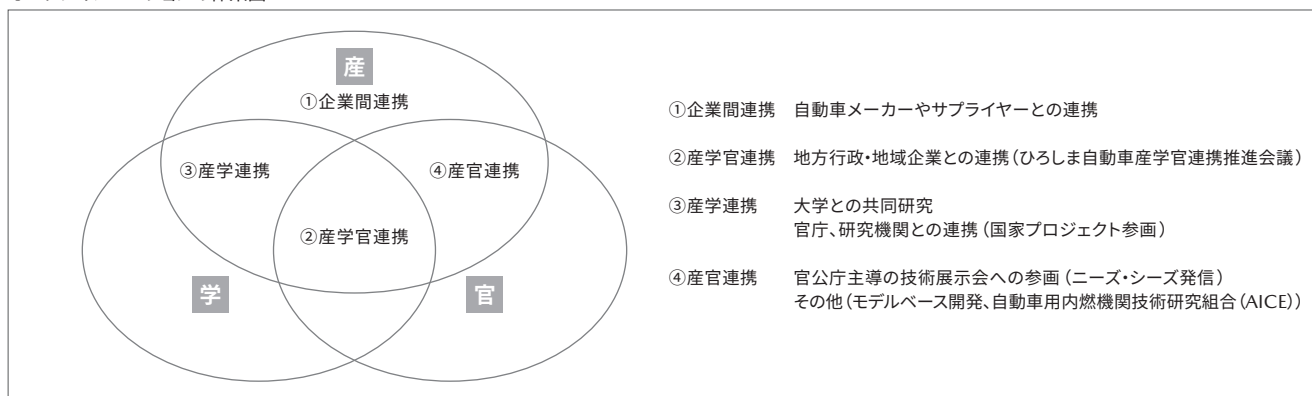 産
①企業間連携
③産学連携
④産官連携
②産学官連携
学
官
①企業間連携 自動車メーカーやサプライヤーとの連携
②産学官連携 地方行政・地域企業との連携(ひろしま自動車産学官連携推進会議)
③産学連携 大学との共同研究
官庁、研究機関との連携(国家プロジェクト参画)
④産官連携 官公庁主導の技術展示会への参画(ニーズ・シーズ発信)
その他(モデルベース開発、自動車用内燃機関技術研究組合(AICE))